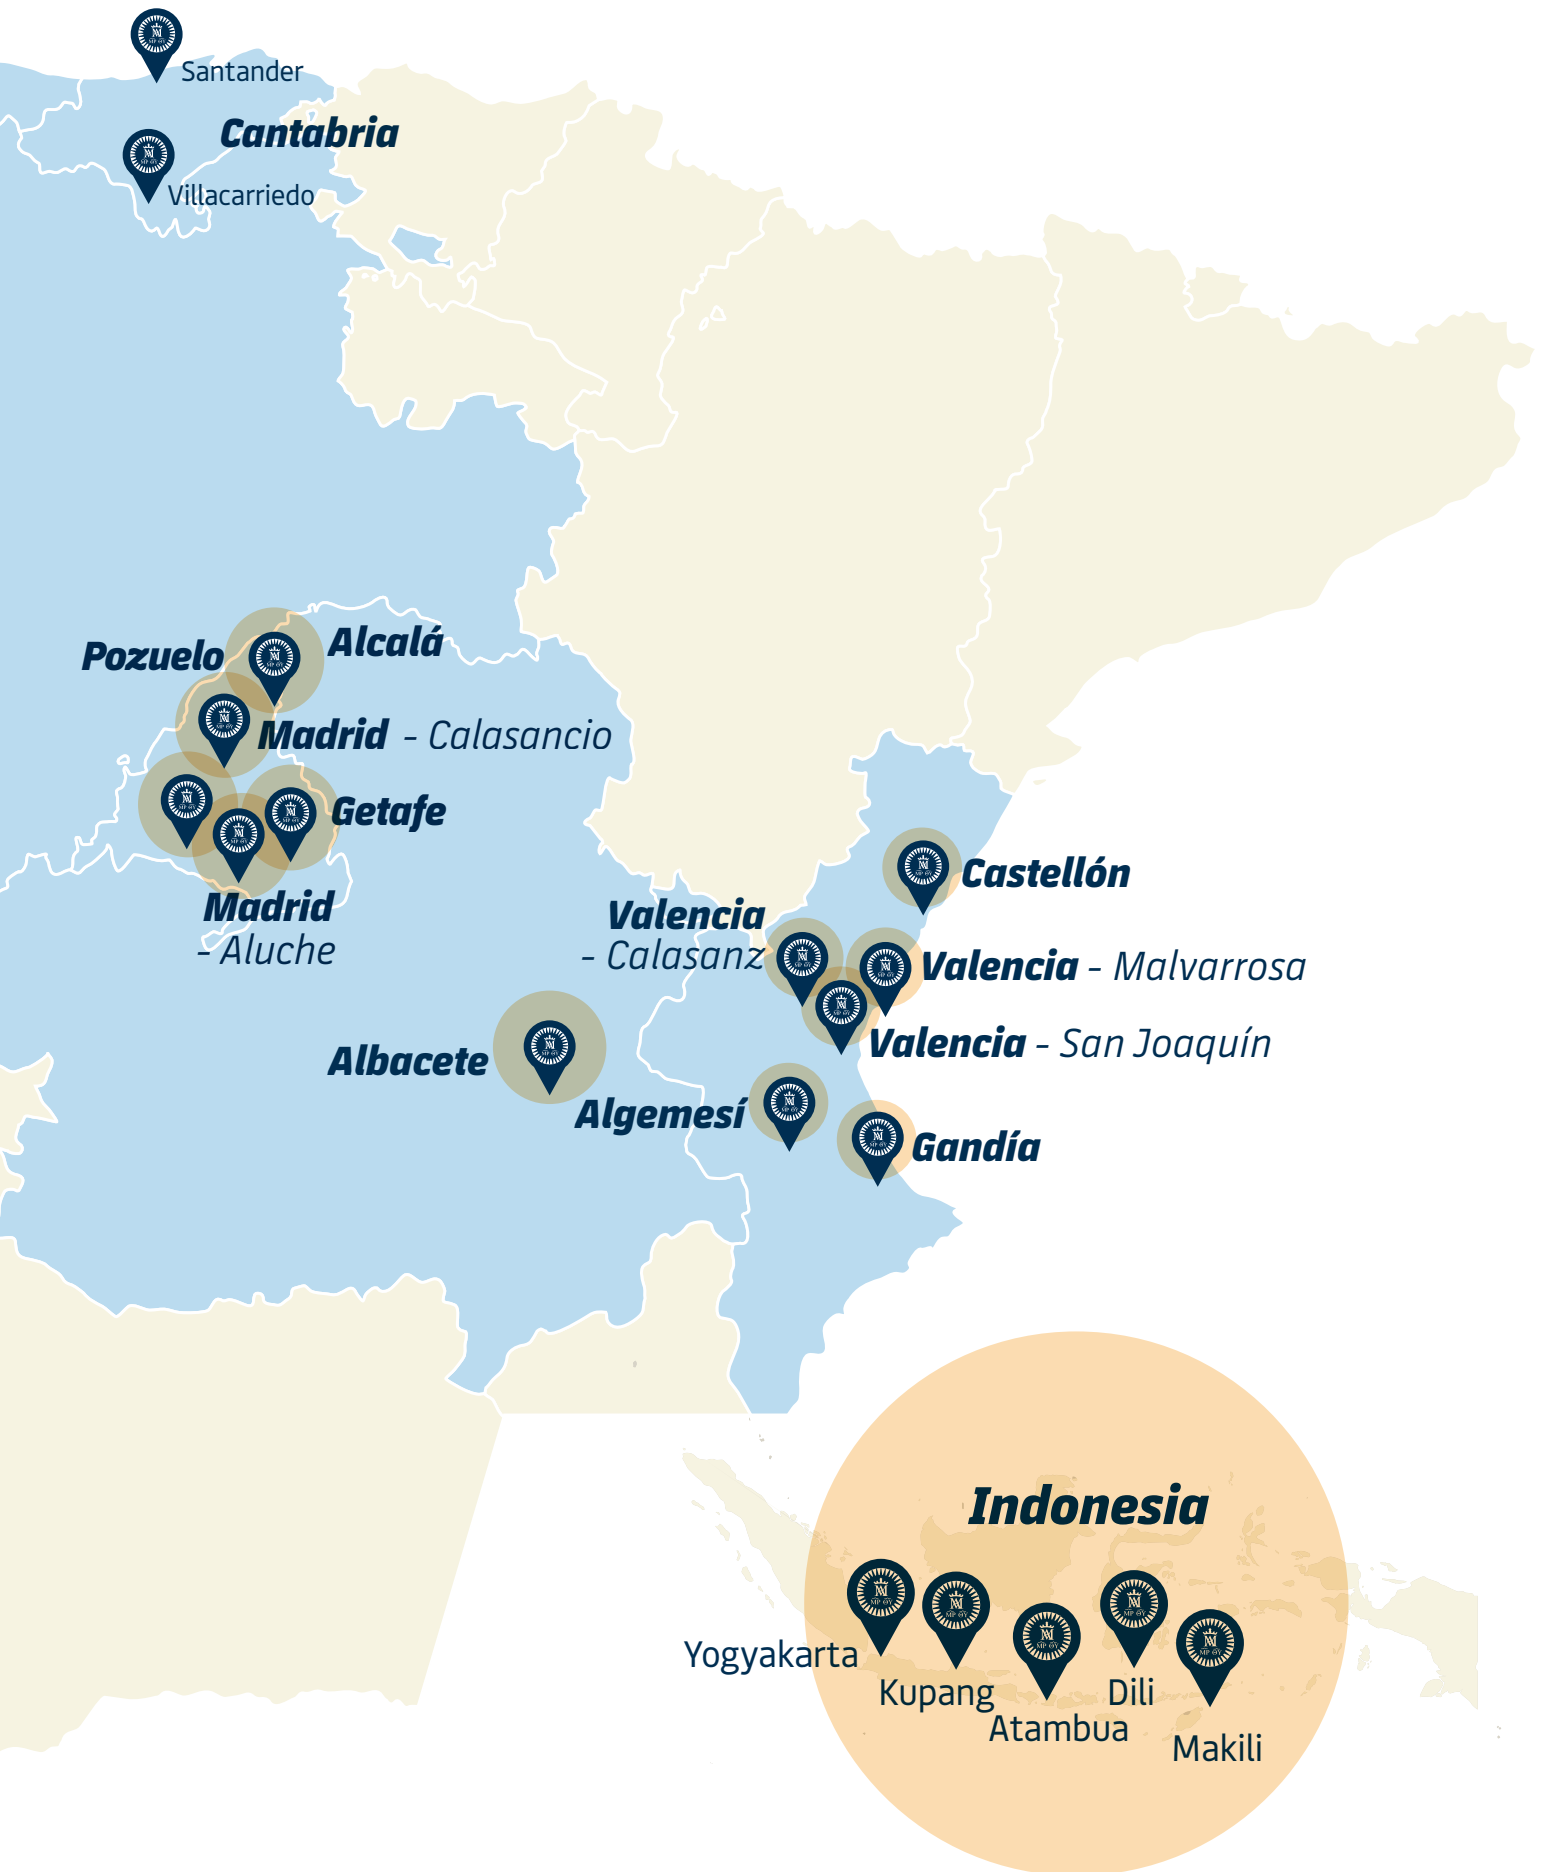 Santander
Cantabria
Villacarriedo
Alcalá
Pozuelo
Madrid - Calasancio
Getafe
Madrid
- Aluche
Castellón
Valencia
- Calasanz
Valencia - Malvarrosa
Valencia - San Joaquín
Albacete
Algemesí
Gandía
Indonesia
Yogyakarta
Kupang
Dili
Atambua
Makili